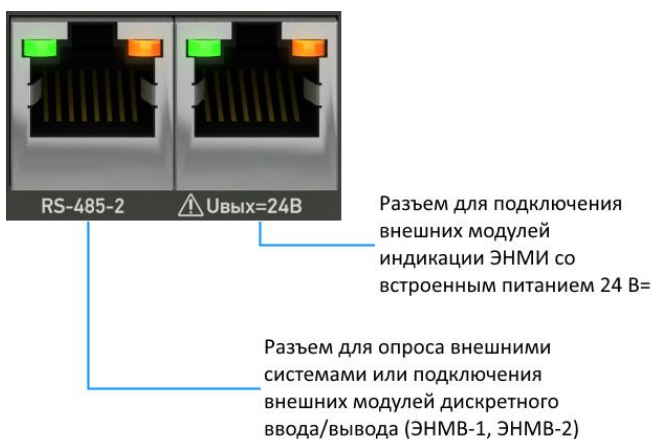 RS-485-2
⚠ Uвых=24В
Разъем для подключения
внешних модулей
индикации ЭНМИ со
встроенным питанием 24 В=
Разъем для опроса внешними
системами или подключения
внешних модулей дискретного
ввода/вывода (ЭНМВ-1, ЭНМВ-2)